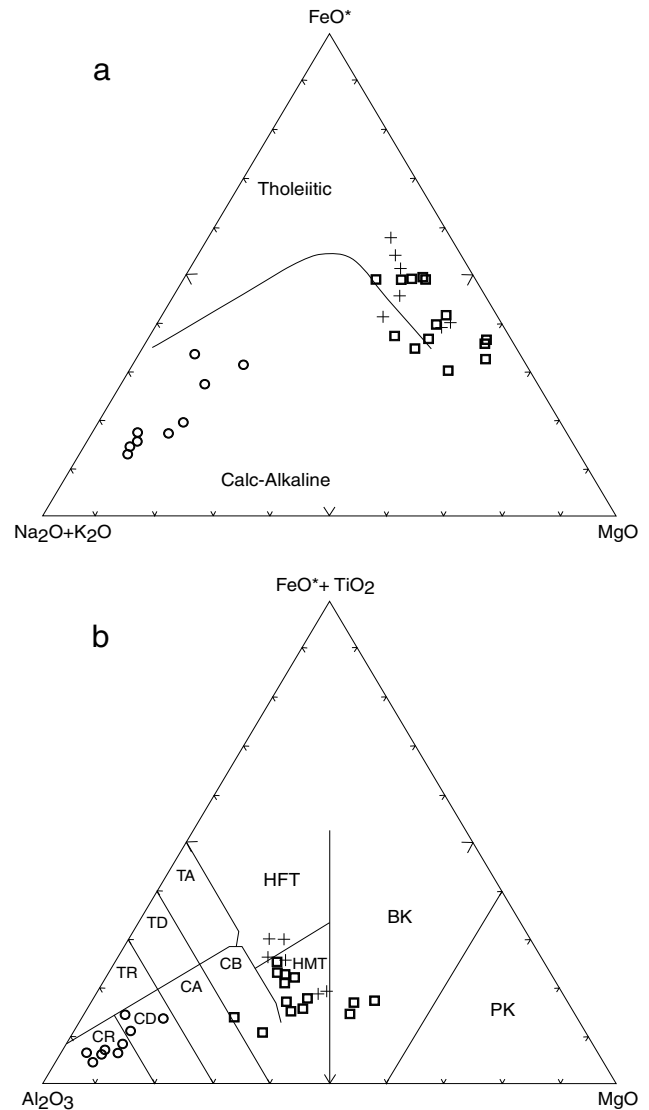 FeO*
a
Tholeiitic
Calc-Alkaline
Na2O+K2O MgO
FeO*+ TiO2
b
TA
HFT
BK
TD
CB
HMT
TR
CA
PK
CD
CR
Al2O3 MgO